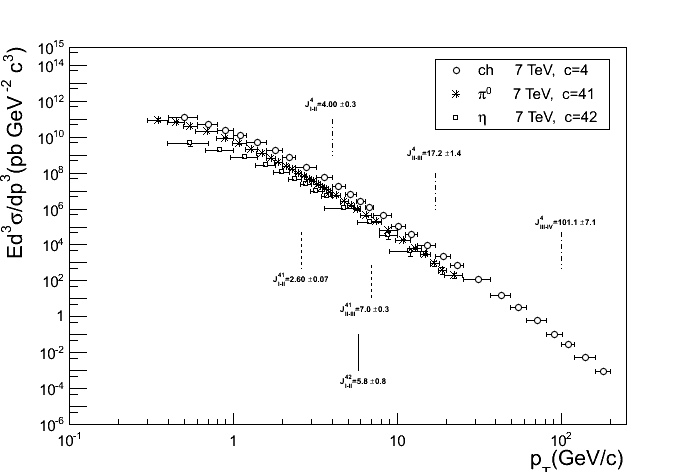 10^15
10^14
10^12
10^10
10^8
10^6
10^4
10^2
1
10^-2
10^-4
10^-6
Ed^3σ/dp^3(pb GeV^-2 c^3)
ch 7 TeV, c=4
π^0 7 TeV, c=41
η 7 TeV, c=42
J^4_I-II=4.00 ±0.3
J^4_II-III=17.2 ±1.4
J^4_III-IV=101.1 ±7.1
J^41_I-II=2.60 ±0.07
J^41_II-III=7.0 ±0.3
J^42_I-II=5.8 ±0.8
10^-1 1 10 10^2
p_T(GeV/c)